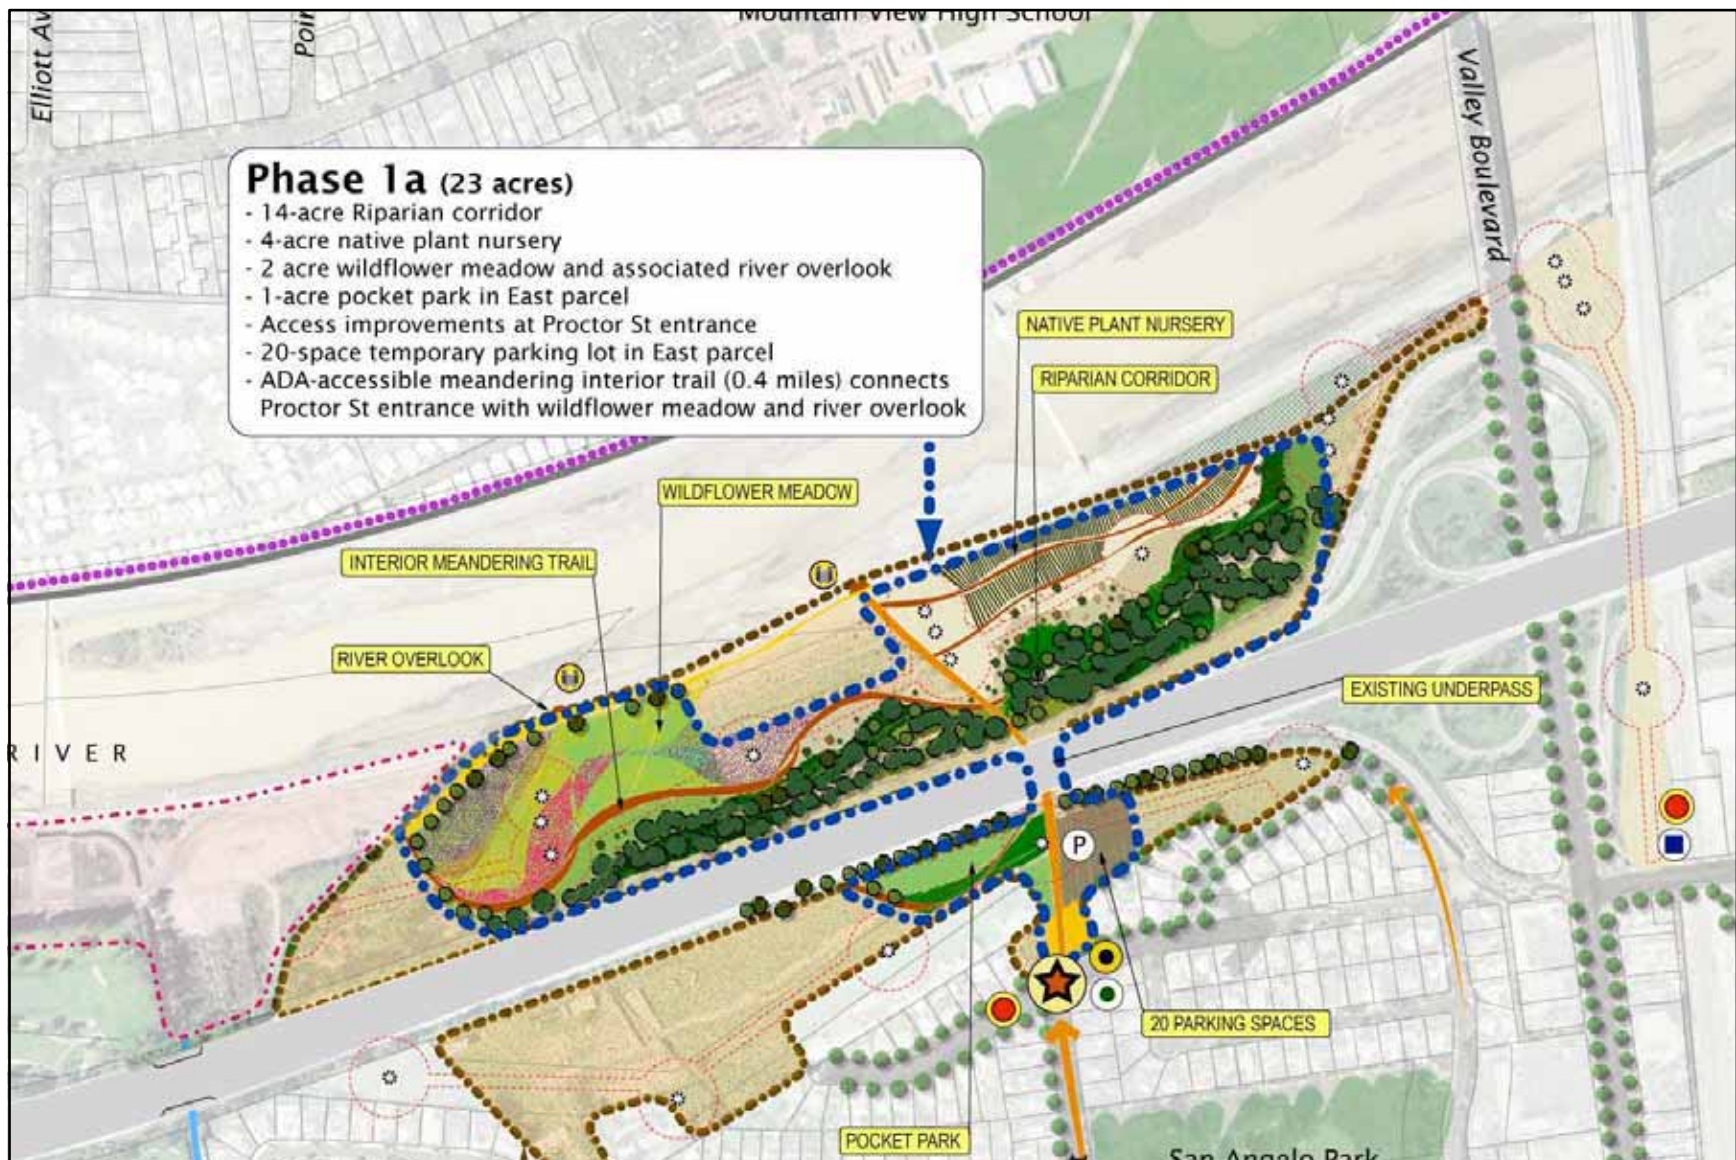 Mountain View High School
Elliott Av
Poin
Valley Boulevard
Phase 1a (23 acres)
- 14-acre Riparian corridor
- 4-acre native plant nursery
- 2 acre wildflower meadow and associated river overlook
- 1-acre pocket park in East parcel
- Access improvements at Proctor St entrance
- 20-space temporary parking lot in East parcel
- ADA-accessible meandering interior trail (0.4 miles) connects
Proctor St entrance with wildflower meadow and river overlook
NATIVE PLANT NURSERY
RIPARIAN CORRIDOR
WILDFLOWER MEADOW
INTERIOR MEANDERING TRAIL
RIVER OVERLOOK
EXISTING UNDERPASS
RIVER
P
20 PARKING SPACES
POCKET PARK
San Angelo Park